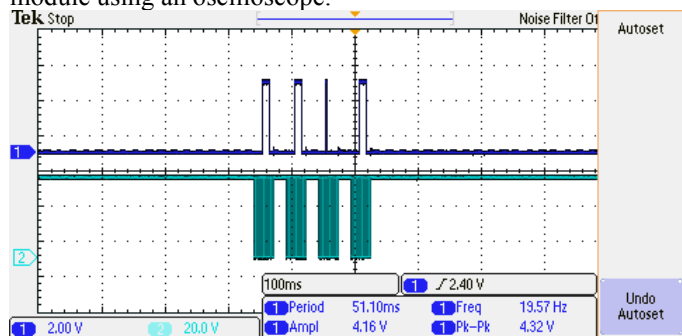 module using an oscilloscope.
Tek Stop
Noise Filter Of
Autoset
1
2
100ms
1 2.40 V
1 Period 51.10ms 1 Freq 19.57 Hz
1 2.00 V 2 20.0 V 1 Ampl 4.16 V 1 Pk-Pk 4.32 V
Undo
Autoset